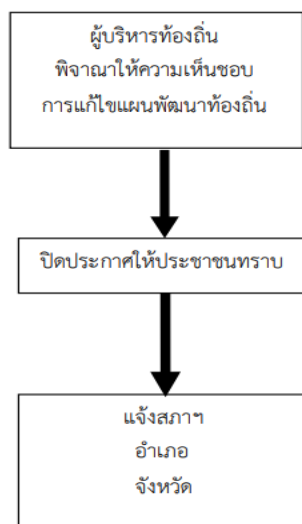 ผู้บริหารท้องถิ่น
พิจาณาให้ความเห็นชอบ
การแก้ไขแผนพัฒนาท้องถิ่น
ปิดประกาศให้ประชาชนทราบ
แจ้งสภาฯ
อำเภอ
จังหวัด